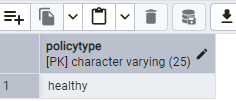 policytype
[PK] character varying (25)
1 healthy